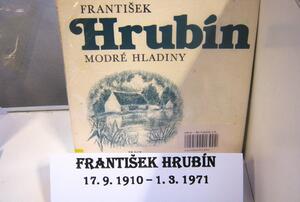 FRANTIŠEK
Hrubín
MODRÉ HLADINY
FRANTIŠEK HRUBÍN
17. 9. 1910 – 1. 3. 1971